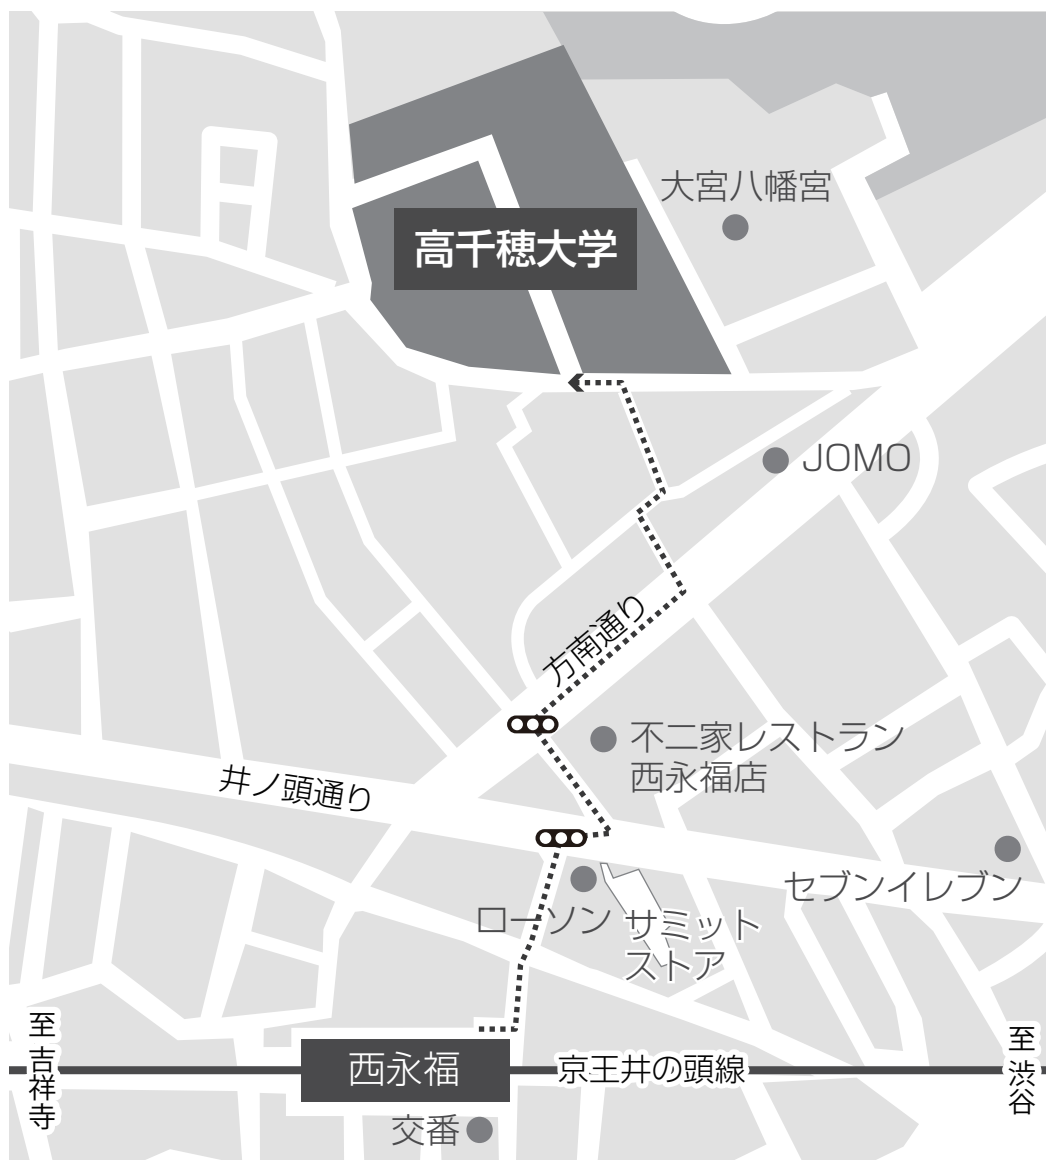 大宮八幡宮
高千穂大学
JOMO
方南通り
不二家レストラン
西永福店
井ノ頭通り
セブンイレブン
ローソン
サミット
ストア
至 吉祥寺
至 渋谷
西永福
京王井の頭線
交番